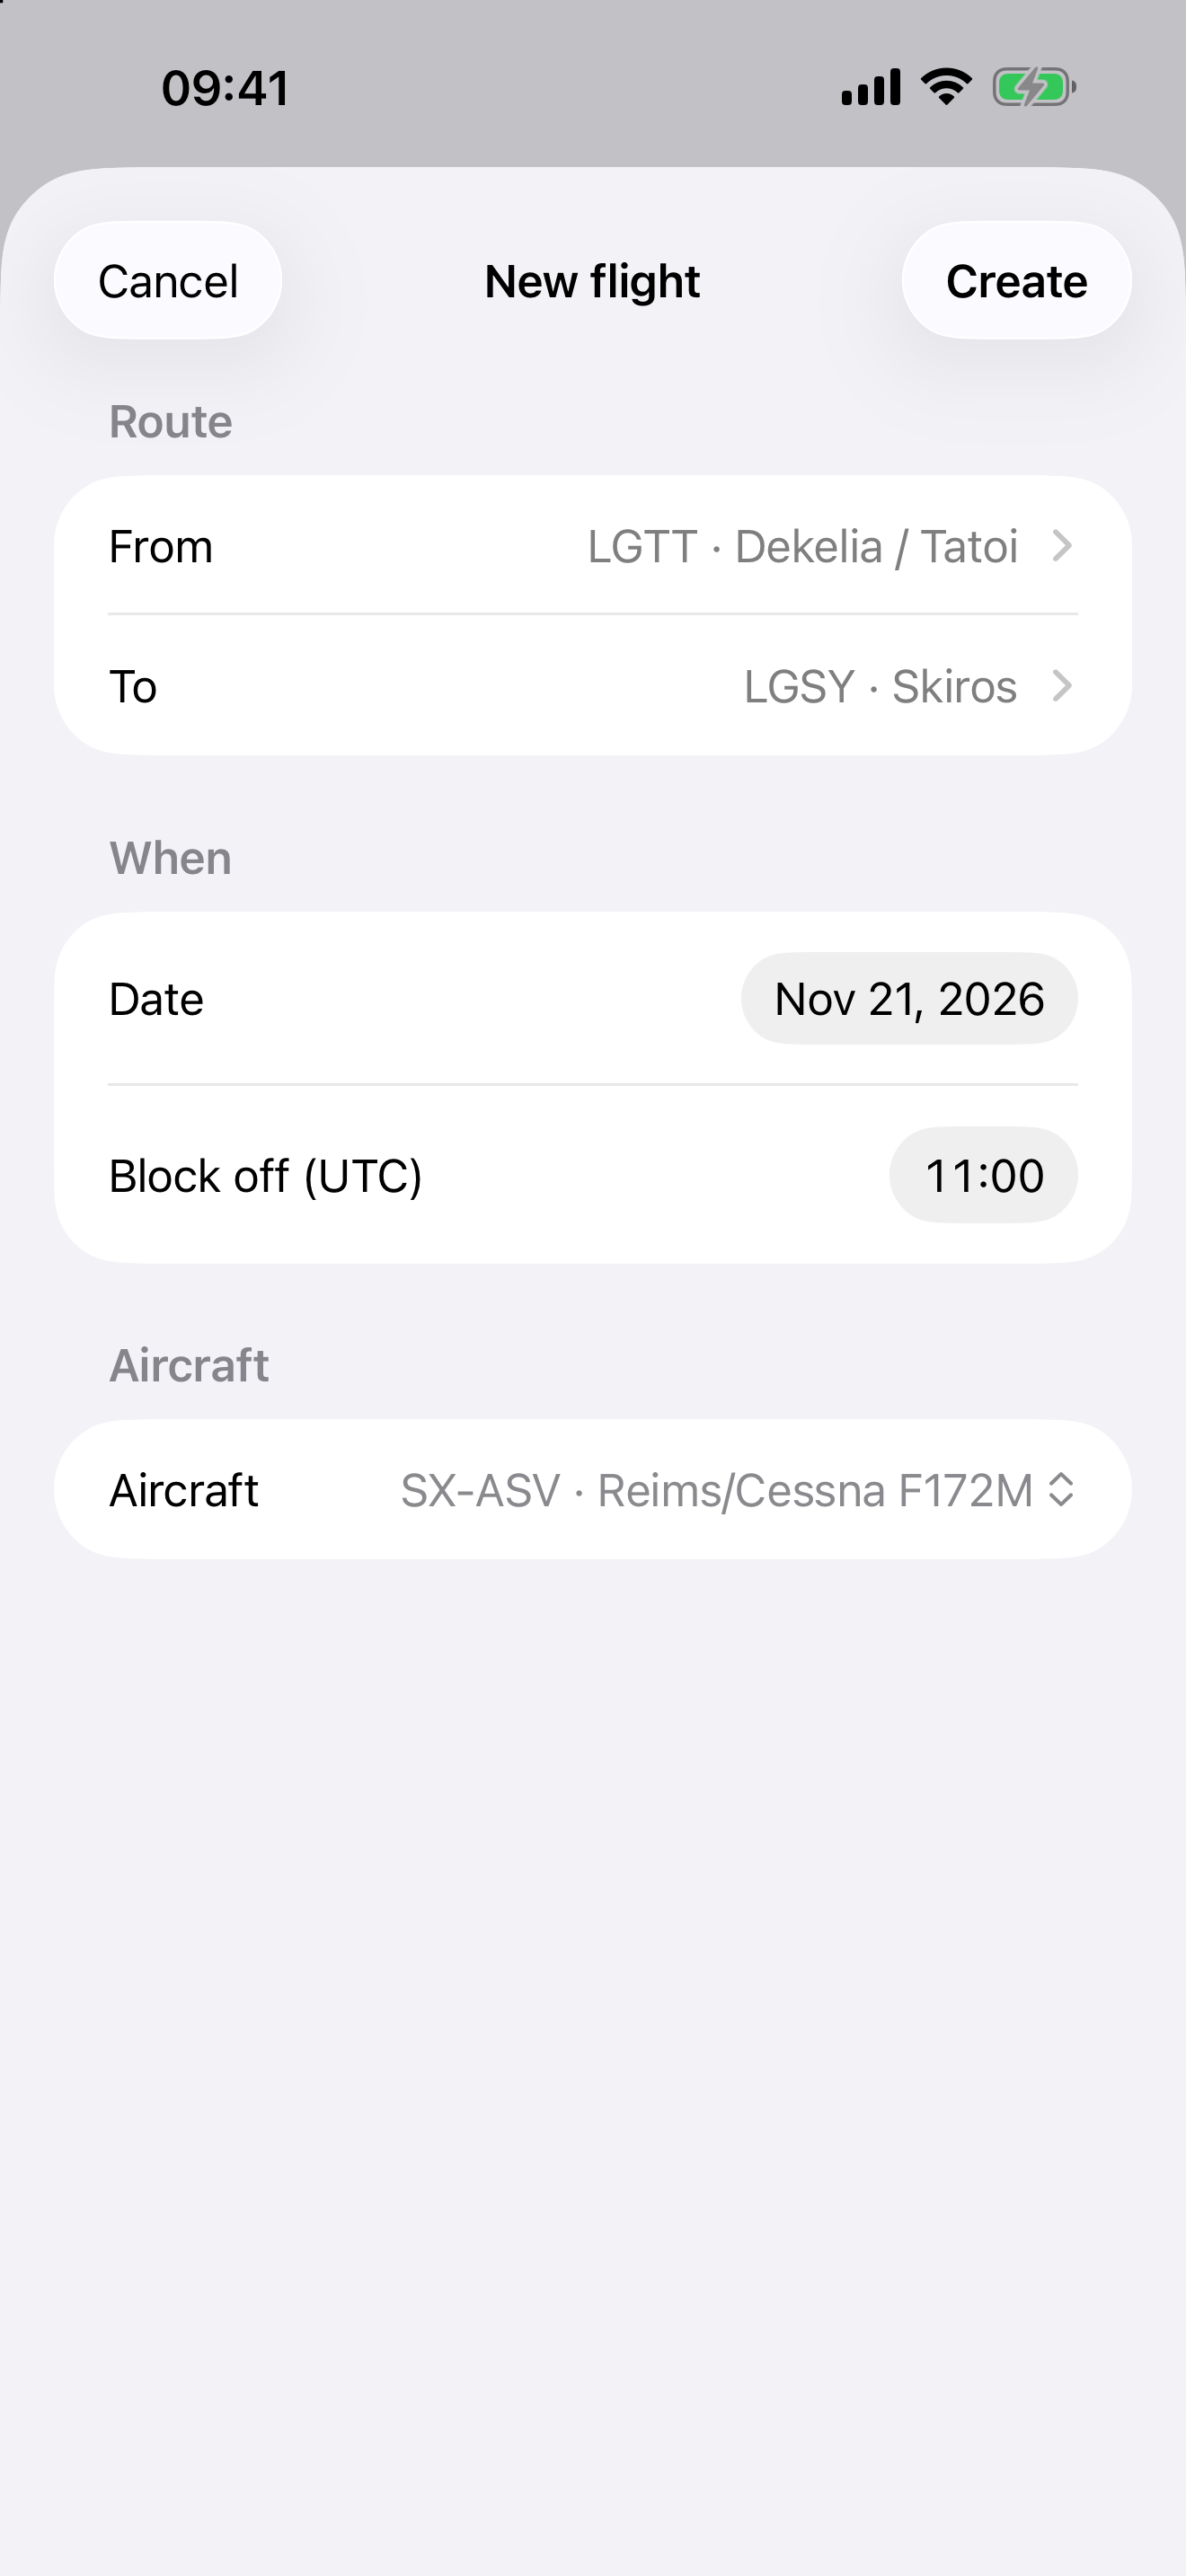 09:41
Cancel New flight Create
Route
From LGTT · Dekelia / Tatoi
To LGSY · Skiros
When
Date Nov 21, 2026
Block off (UTC) 11:00
Aircraft
Aircraft SX-ASV · Reims/Cessna F172M